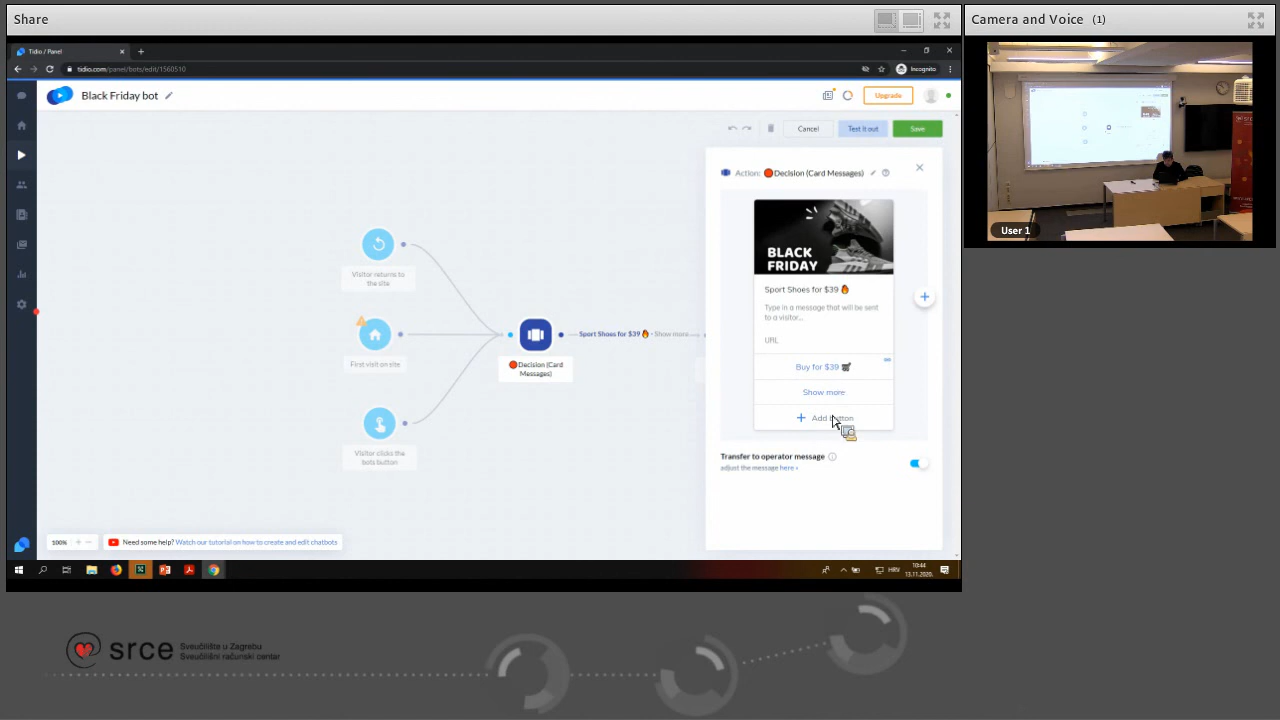 Share
Tidio / Panel
tidio.com/panel/bots/edit/1560510
Incognito
Black Friday bot
Upgrade
Cancel
Test it out
Save
Action: 🔴Decision (Card Messages)
BLACK
FRIDAY
Sport Shoes for $39 🔥
Type in a message that will be sent
to a visitor...
URL
Buy for $39 🛒
Show more
+ Add button
Transfer to operator message
adjust the message here ›
Visitor returns to
the site
First visit on site
Visitor clicks the
bots button
🔴Decision (Card
Messages)
Sport Shoes for $39 🔥 • Show more
100%
Need some help? Watch our tutorial on how to create and edit chatbots
HRV
10:44
13.11.2020.
Camera and Voice (1)
User 1
srce
Sveučilište u Zagrebu
Sveučilišni računski centar